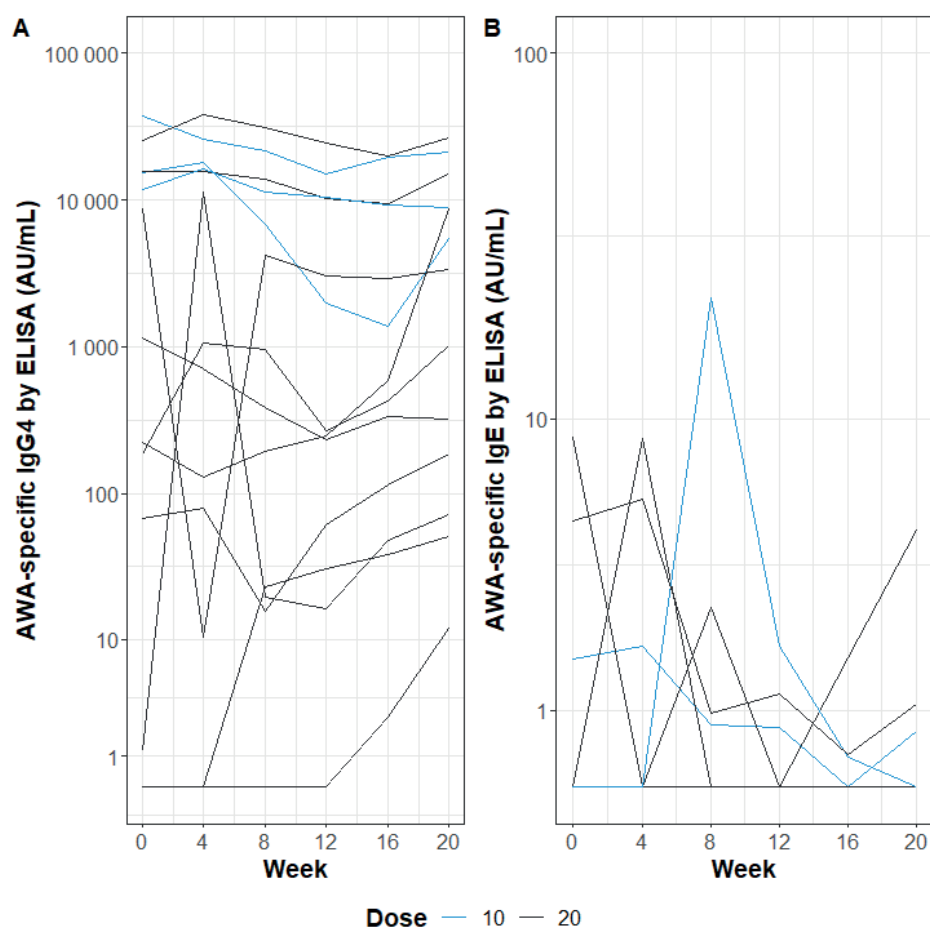 A
AWA-specific IgG4 by ELISA (AU/mL)
100 000
10 000
1 000
100
10
1
0 4 8 12 16 20
Week
B
AWA-specific IgE by ELISA (AU/mL)
100
10
1
0 4 8 12 16 20
Week
Dose 10 20